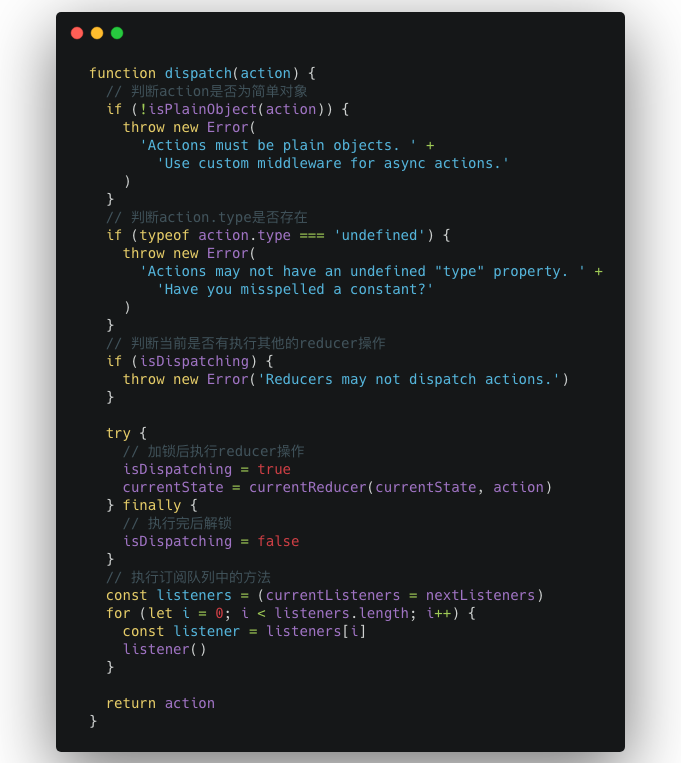 function dispatch(action) {
  // 判断action是否为简单对象
  if (!isPlainObject(action)) {
    throw new Error(
      'Actions must be plain objects. ' +
        'Use custom middleware for async actions.'
    )
  }
  // 判断action.type是否存在
  if (typeof action.type === 'undefined') {
    throw new Error(
      'Actions may not have an undefined "type" property. ' +
        'Have you misspelled a constant?'
    )
  }
  // 判断当前是否有执行其他的reducer操作
  if (isDispatching) {
    throw new Error('Reducers may not dispatch actions.')
  }

  try {
    // 加锁后执行reducer操作
    isDispatching = true
    currentState = currentReducer(currentState, action)
  } finally {
    // 执行完后解锁
    isDispatching = false
  }
  // 执行订阅队列中的方法
  const listeners = (currentListeners = nextListeners)
  for (let i = 0; i < listeners.length; i++) {
    const listener = listeners[i]
    listener()
  }

  return action
}